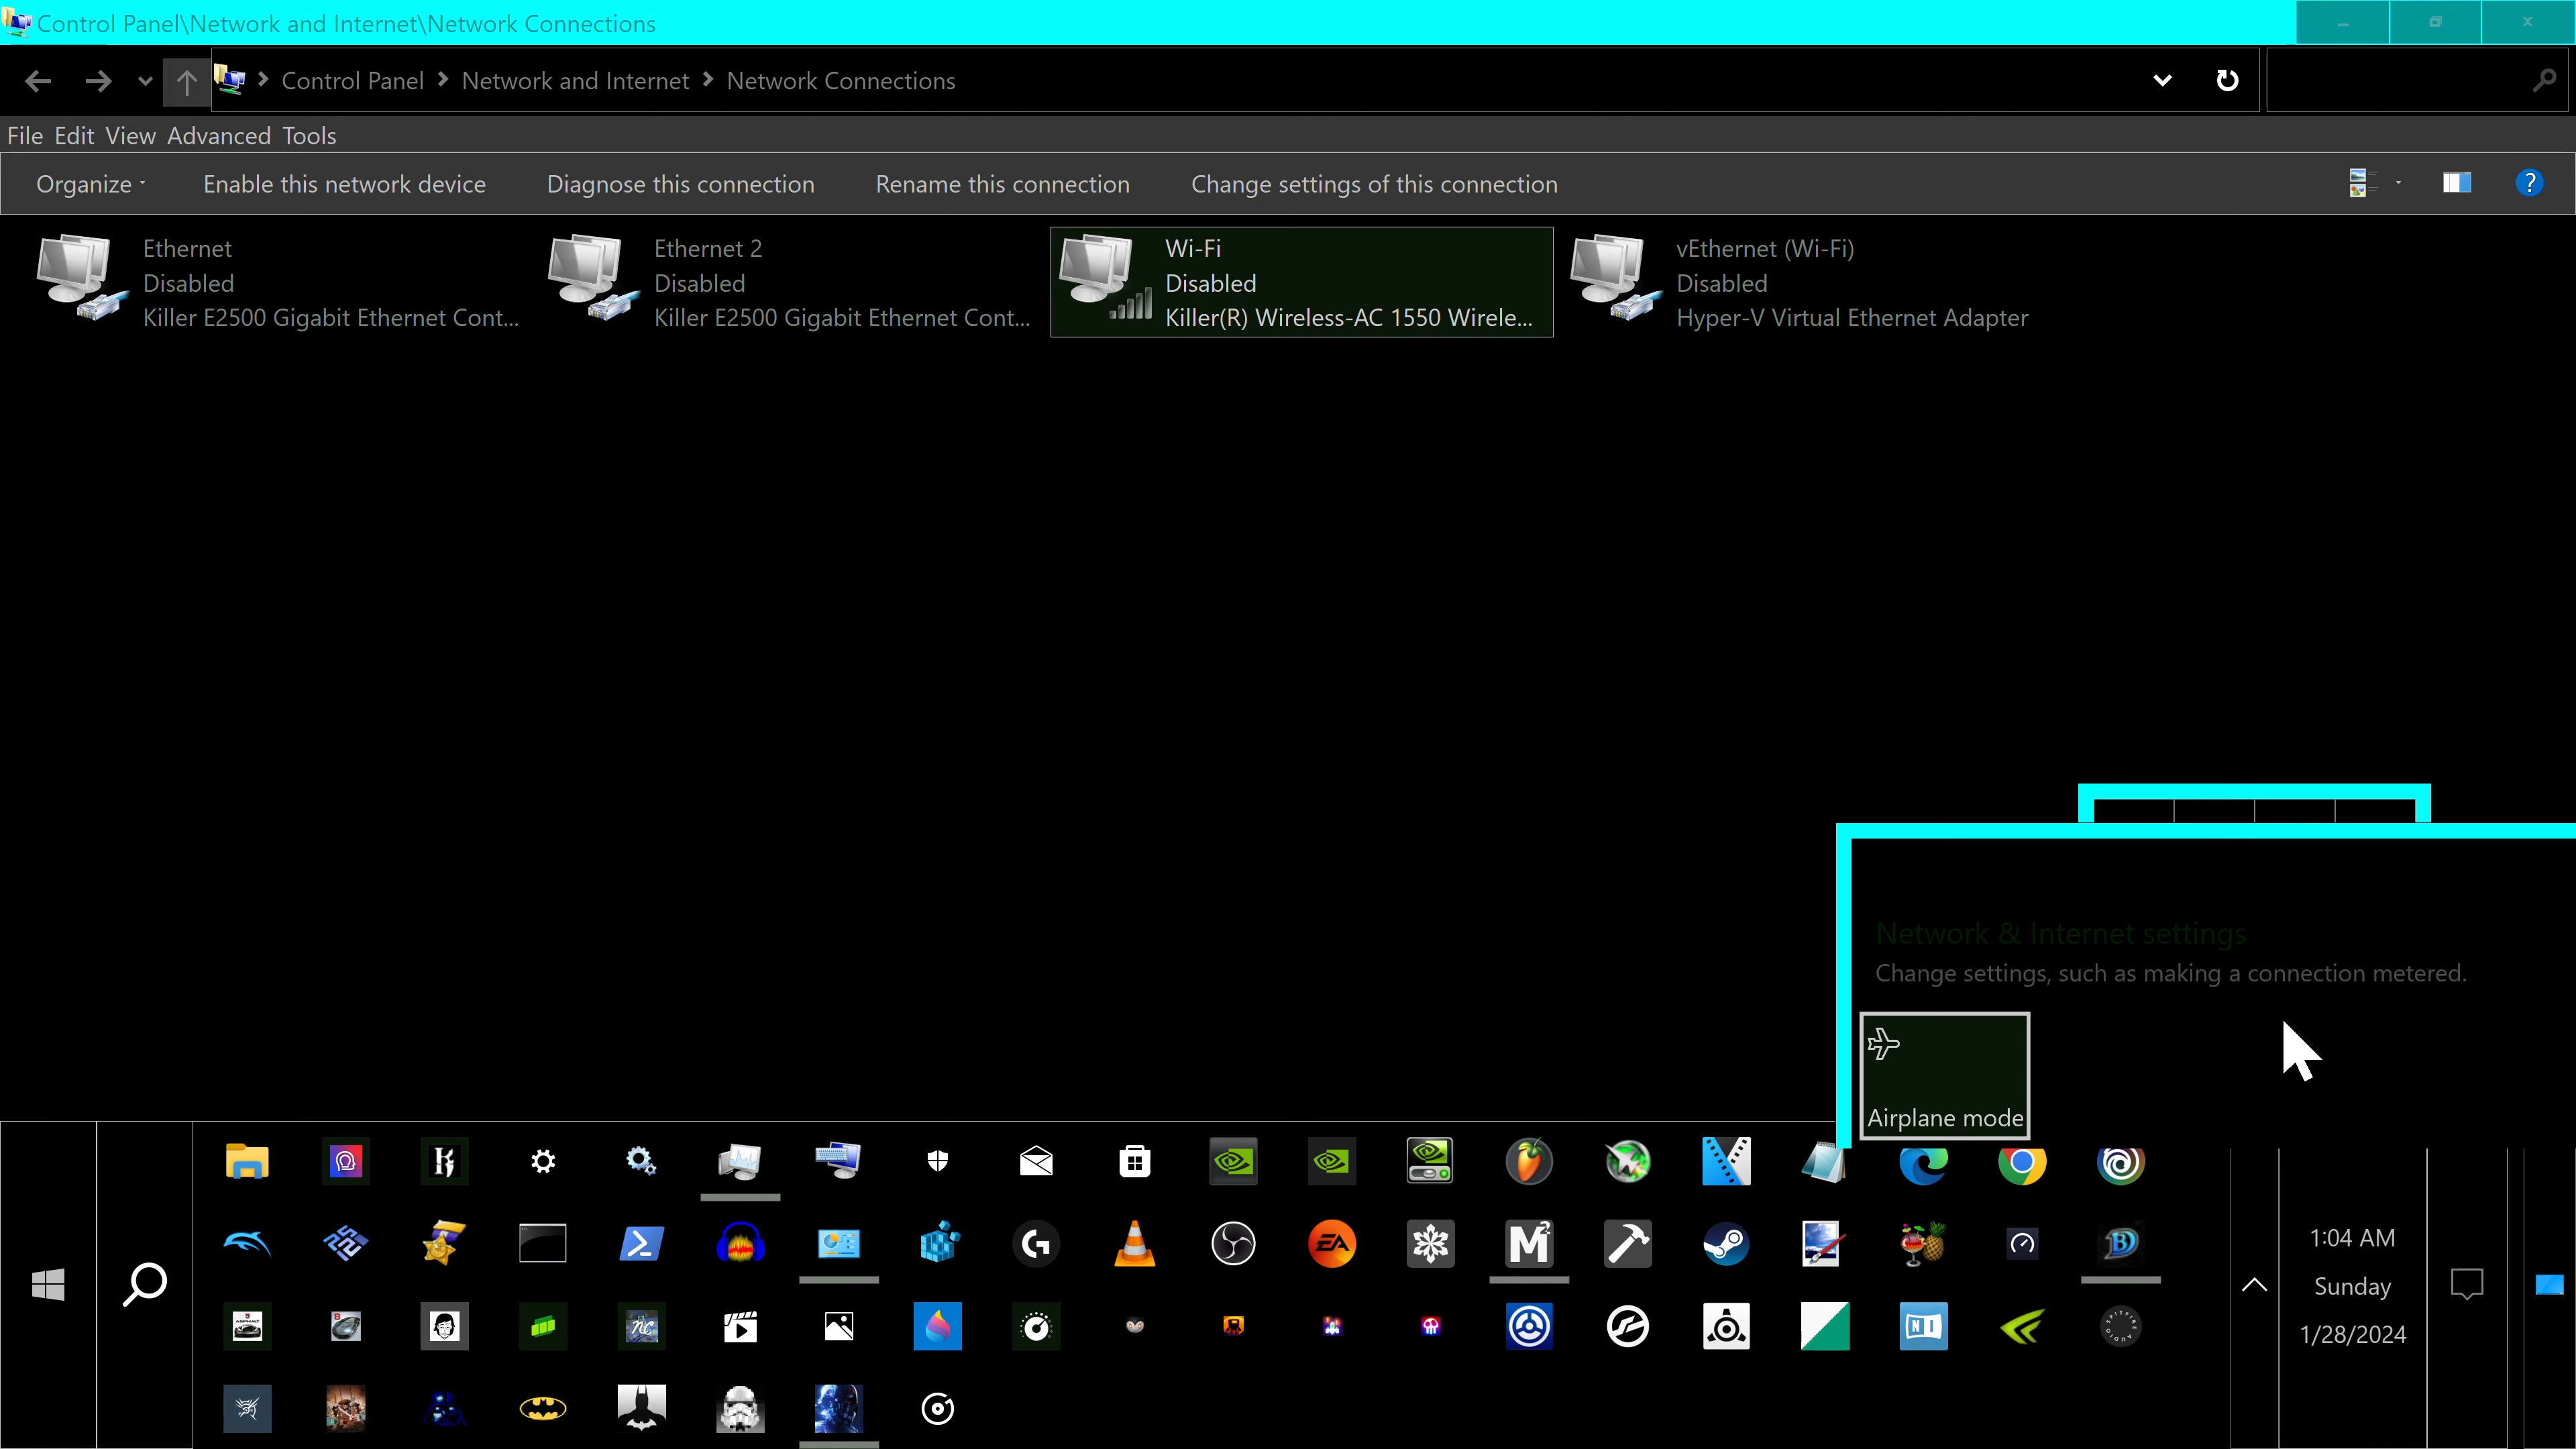 Control Panel\Network and Internet\Network Connections
Control Panel > Network and Internet > Network Connections
File Edit View Advanced Tools
Organize Enable this network device Diagnose this connection Rename this connection Change settings of this connection
Ethernet
Disabled
Killer E2500 Gigabit Ethernet Cont...
Ethernet 2
Disabled
Killer E2500 Gigabit Ethernet Cont...
Wi-Fi
Disabled
Killer(R) Wireless-AC 1550 Wirele...
vEthernet (Wi-Fi)
Disabled
Hyper-V Virtual Ethernet Adapter
Network & Internet settings
Change settings, such as making a connection metered.
Airplane mode
EA
M2
NC
NI
1:04 AM
Sunday
1/28/2024